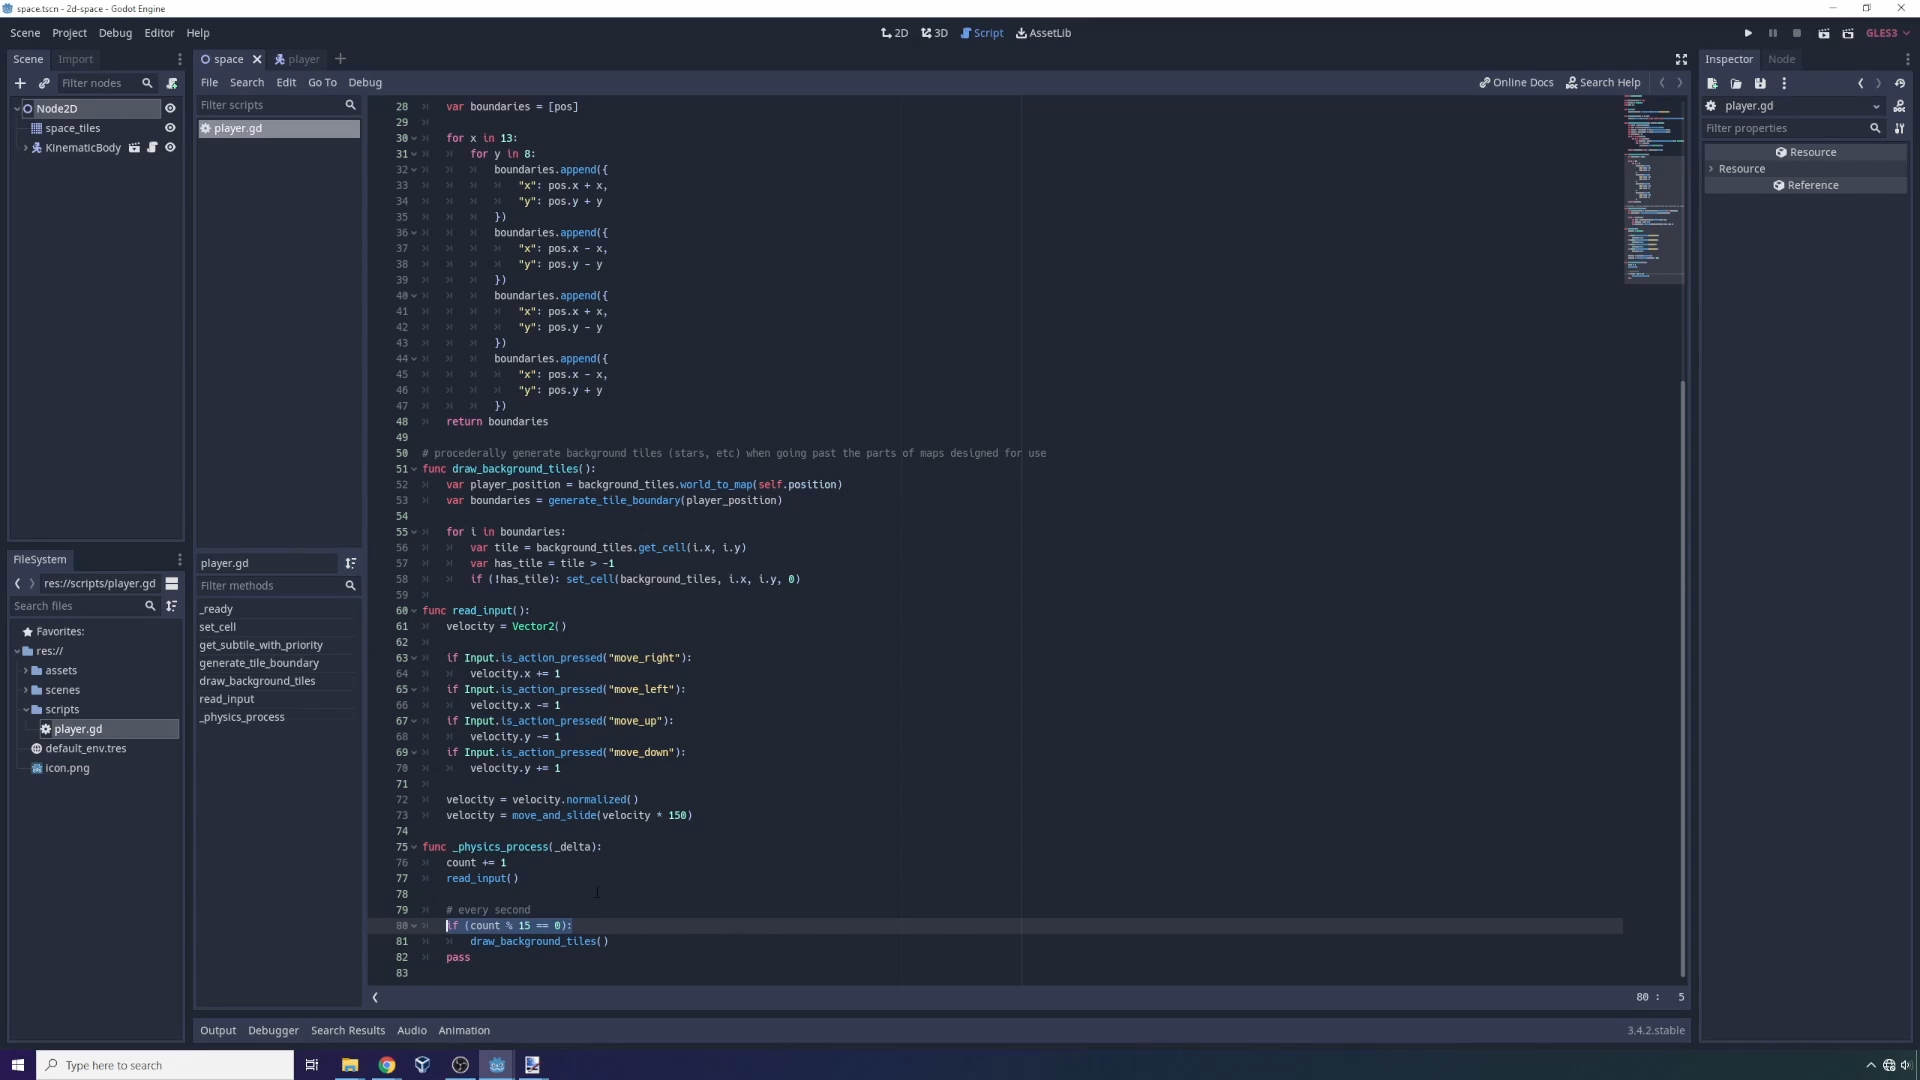 space.tscn - 2d-space - Godot Engine
Scene Project Debug Editor Help
2D 3D Script AssetLib
GLES3
Scene Import
space player
Inspector Node
Filter nodes
File Search Edit Go To Debug
Online Docs Search Help
Node2D
space_tiles
KinematicBody
Filter scripts
player.gd
player.gd
Filter properties
Resource
Resource
Reference
28 var boundaries = [pos]
29
30 for x in 13:
31 for y in 8:
32 boundaries.append({
33 "x": pos.x + x,
34 "y": pos.y + y
35 })
36 boundaries.append({
37 "x": pos.x - x,
38 "y": pos.y - y
39 })
40 boundaries.append({
41 "x": pos.x + x,
42 "y": pos.y - y
43 })
44 boundaries.append({
45 "x": pos.x - x,
46 "y": pos.y + y
47 })
48 return boundaries
49
50 # procederally generate background tiles (stars, etc) when going past the parts of maps designed for use
51 func draw_background_tiles():
52 var player_position = background_tiles.world_to_map(self.position)
53 var boundaries = generate_tile_boundary(player_position)
54
55 for i in boundaries:
56 var tile = background_tiles.get_cell(i.x, i.y)
57 var has_tile = tile > -1
58 if (!has_tile): set_cell(background_tiles, i.x, i.y, 0)
59
60 func read_input():
61 velocity = Vector2()
62
63 if Input.is_action_pressed("move_right"):
64 velocity.x += 1
65 if Input.is_action_pressed("move_left"):
66 velocity.x -= 1
67 if Input.is_action_pressed("move_up"):
68 velocity.y -= 1
69 if Input.is_action_pressed("move_down"):
70 velocity.y += 1
71
72 velocity = velocity.normalized()
73 velocity = move_and_slide(velocity * 150)
74
75 func _physics_process(_delta):
76 count += 1
77 read_input()
78
79 # every second
80 if (count % 15 == 0):
81 draw_background_tiles()
82 pass
83
player.gd
Filter methods
_ready
set_cell
get_subtile_with_priority
generate_tile_boundary
draw_background_tiles
read_input
_physics_process
FileSystem
res://scripts/player.gd
Search files
Favorites:
res://
assets
scenes
scripts
player.gd
default_env.tres
icon.png
80 : 5
Output Debugger Search Results Audio Animation
3.4.2.stable
Type here to search